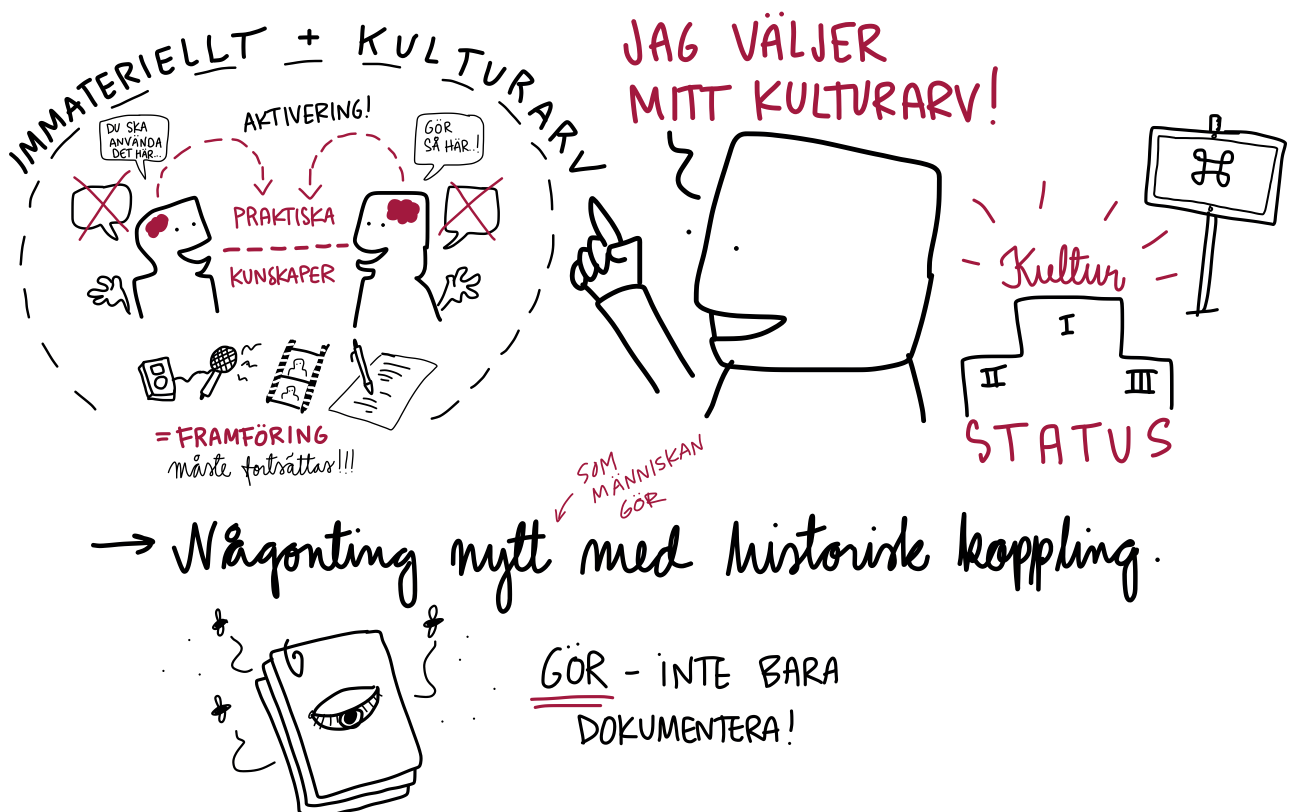 IMMATERIELLT + KULTURARV
AKTIVERING!
DU SKA
ANVÄNDA
DET HÄR...
GÖR
SÅ HÄR..!
PRAKTISKA
KUNSKAPER
= FRAMFÖRING
måste fortsättas!!!
JAG VÄLJER
MITT KULTURARV!
Kultur
I
II
III
STATUS
SOM
MÄNNISKAN
GÖR
→ Någonting nytt med historisk koppling.
GÖR - INTE BARA
DOKUMENTERA!